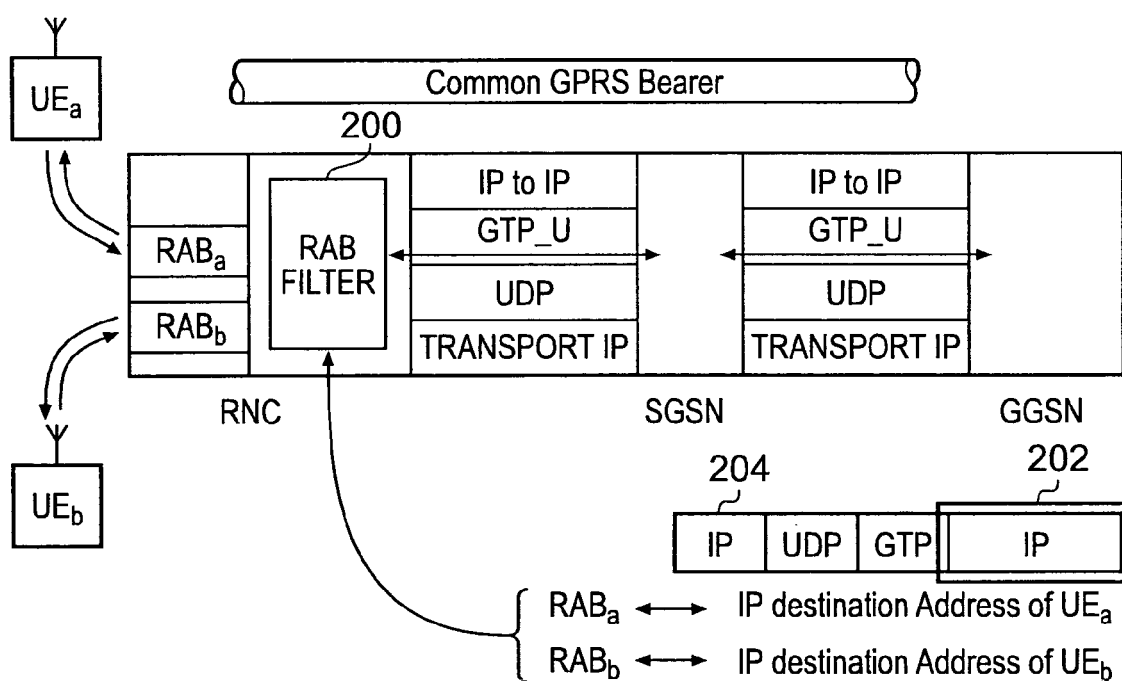 Common GPRS Bearer
UEa
200
IP to IP
IP to IP
GTP_U
GTP_U
RABa
RAB
FILTER
UDP
UDP
RABb
TRANSPORT IP
TRANSPORT IP
RNC
SGSN
GGSN
UEb
204
202
IP
UDP
GTP
IP
RABa
IP destination Address of UEa
RABb
IP destination Address of UEb